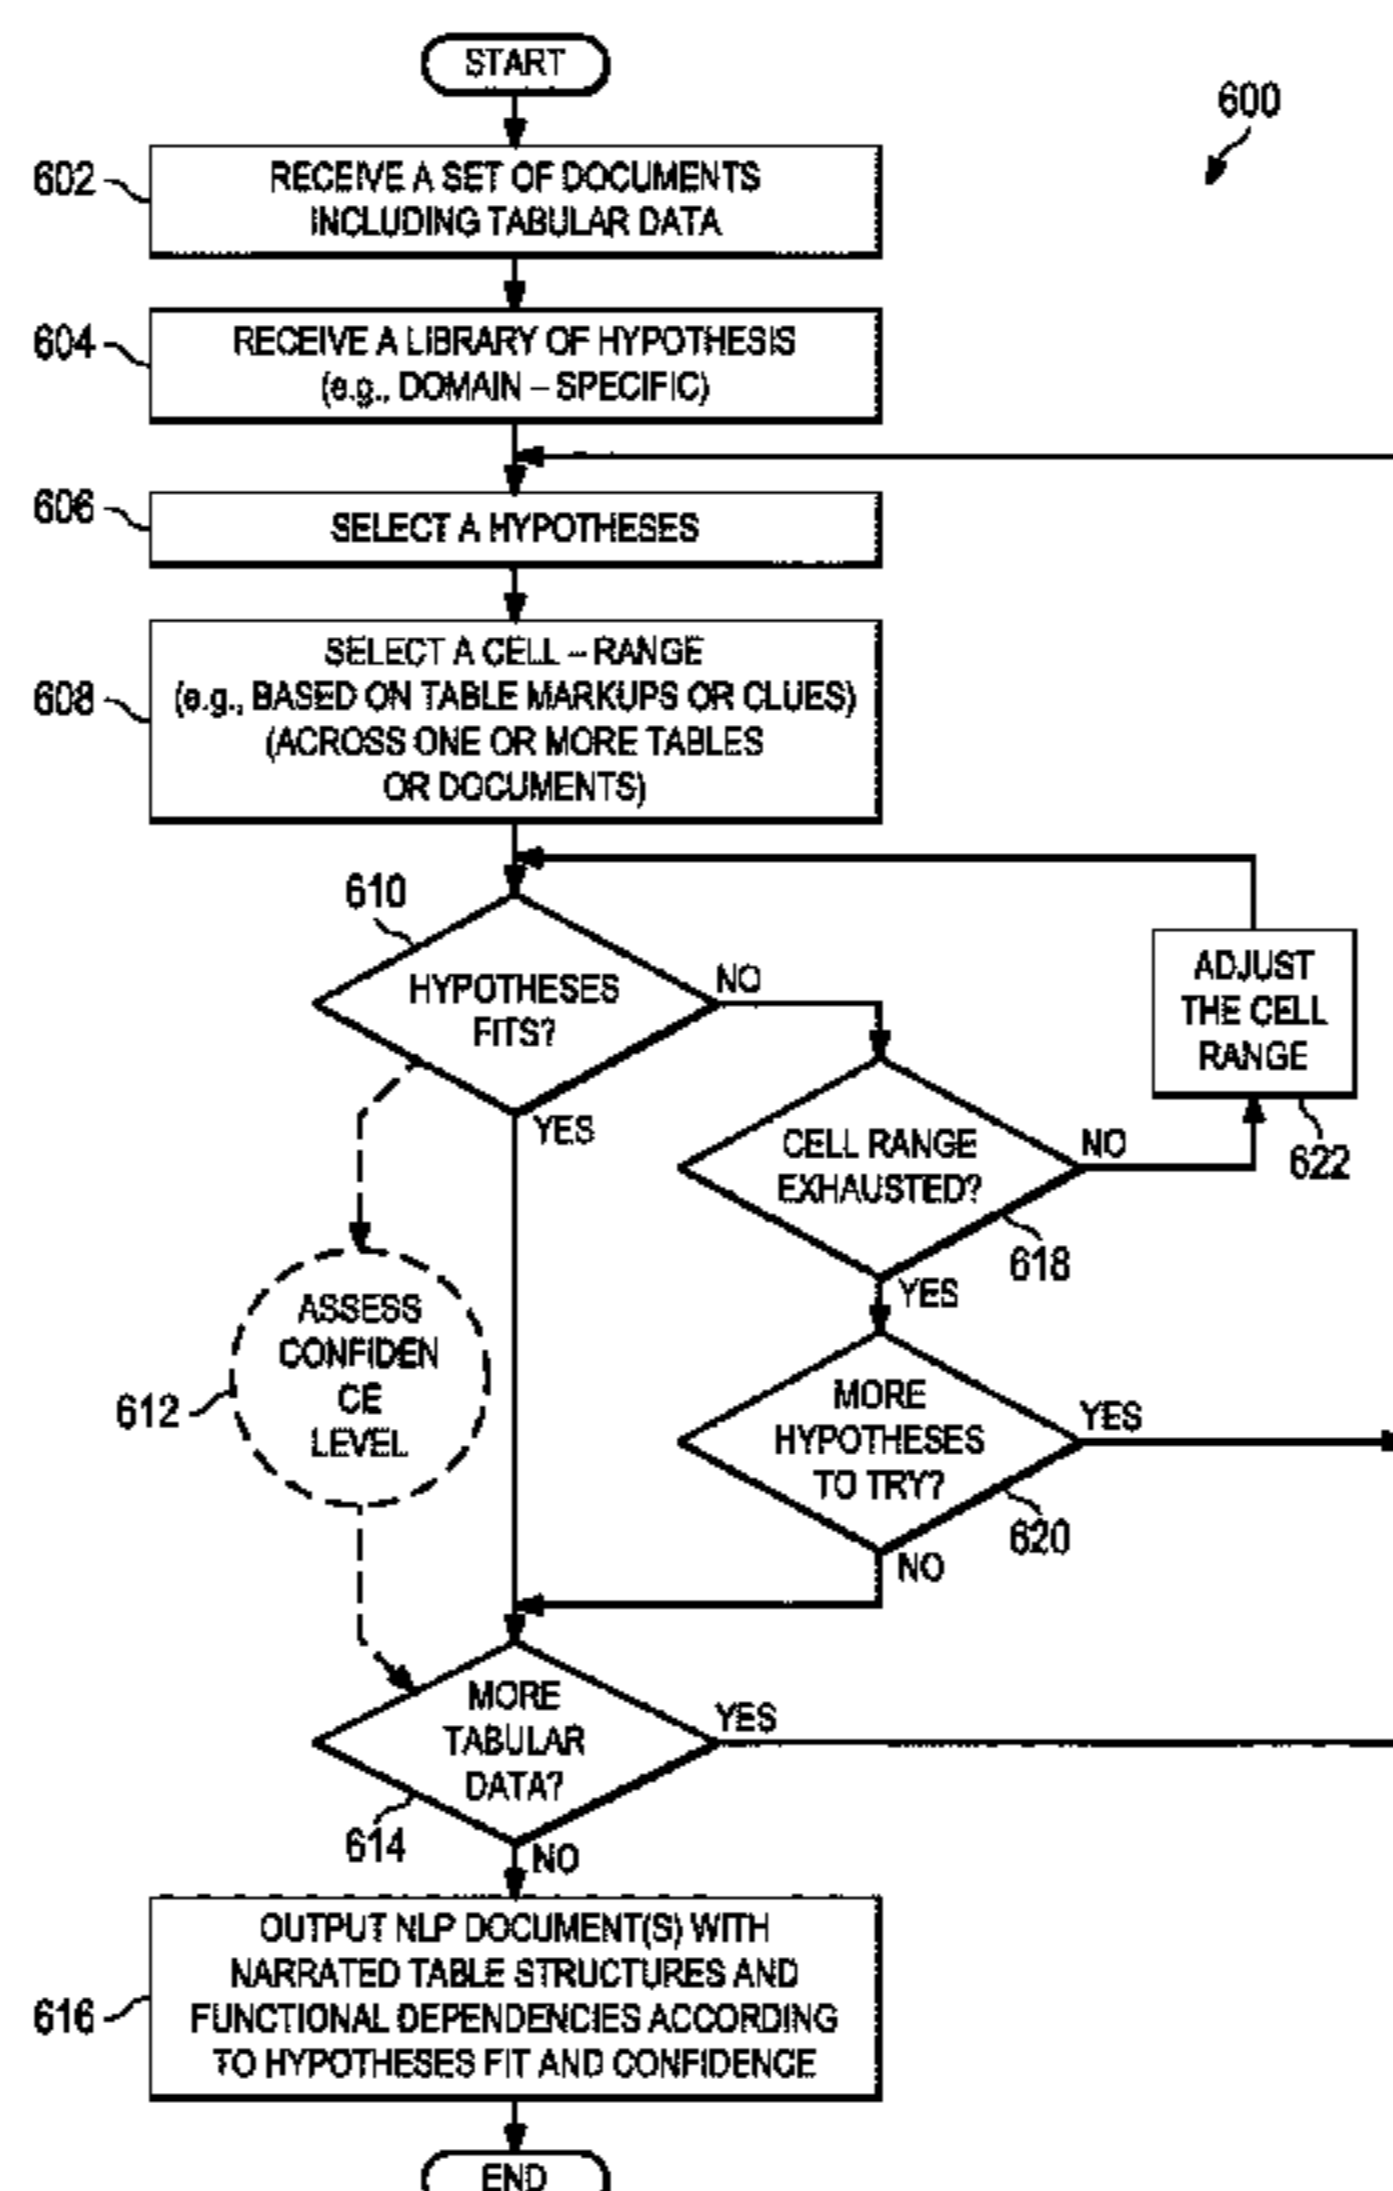 START
600
602
RECEIVE A SET OF DOCUMENTS
INCLUDING TABULAR DATA
604
RECEIVE A LIBRARY OF HYPOTHESIS
(e.g., DOMAIN – SPECIFIC)
606
SELECT A HYPOTHESES
608
SELECT A CELL – RANGE
(e.g., BASED ON TABLE MARKUPS OR CLUES)
(ACROSS ONE OR MORE TABLES
OR DOCUMENTS)
610
HYPOTHESES
FITS?
NO
YES
ADJUST
THE CELL
RANGE
622
CELL RANGE
EXHAUSTED?
NO
618
YES
ASSESS
CONFIDEN
CE
LEVEL
612
MORE
HYPOTHESES
TO TRY?
YES
620
NO
MORE
TABULAR
DATA?
YES
614
NO
616
OUTPUT NLP DOCUMENT(S) WITH
NARRATED TABLE STRUCTURES AND
FUNCTIONAL DEPENDENCIES ACCORDING
TO HYPOTHESES FIT AND CONFIDENCE
END